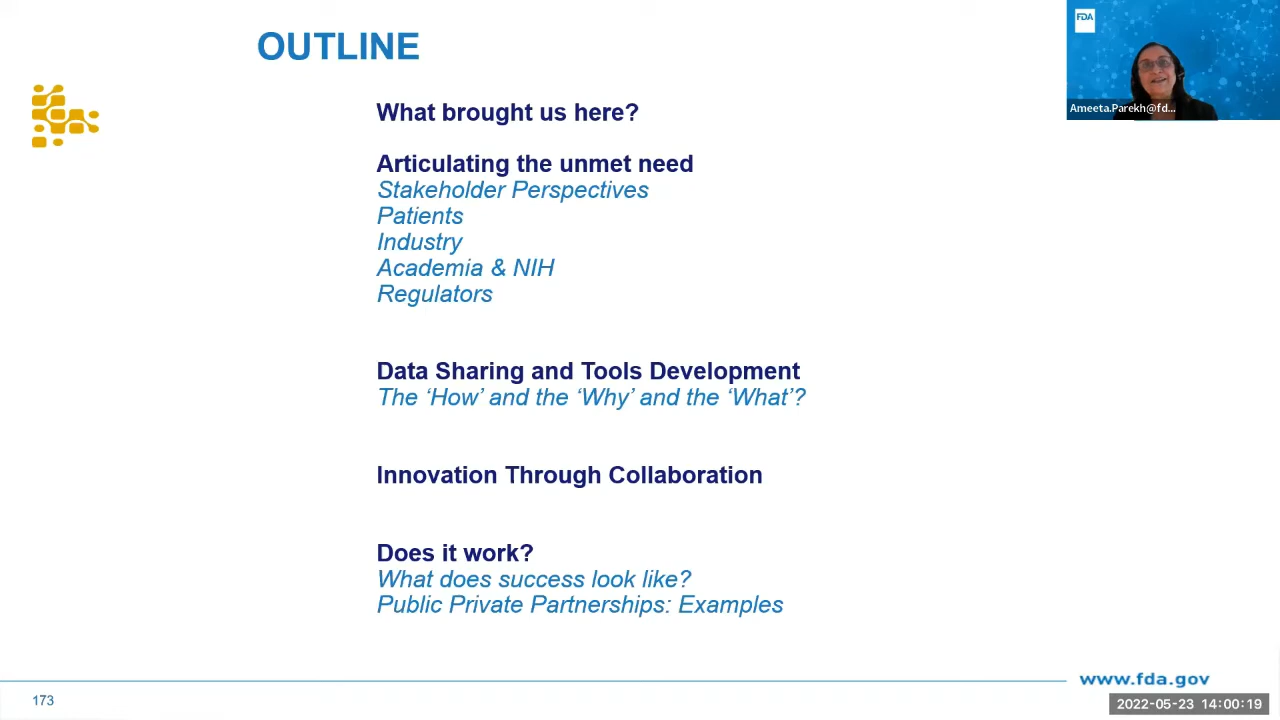 OUTLINE
What brought us here?
Articulating the unmet need
Stakeholder Perspectives
Patients
Industry
Academia & NIH
Regulators
Data Sharing and Tools Development
The ‘How’ and the ‘Why’ and the ‘What’?
Innovation Through Collaboration
Does it work?
What does success look like?
Public Private Partnerships: Examples
FDA
Ameeta.Parekh@fd...
www.fda.gov
173
2022-05-23 14:00:19